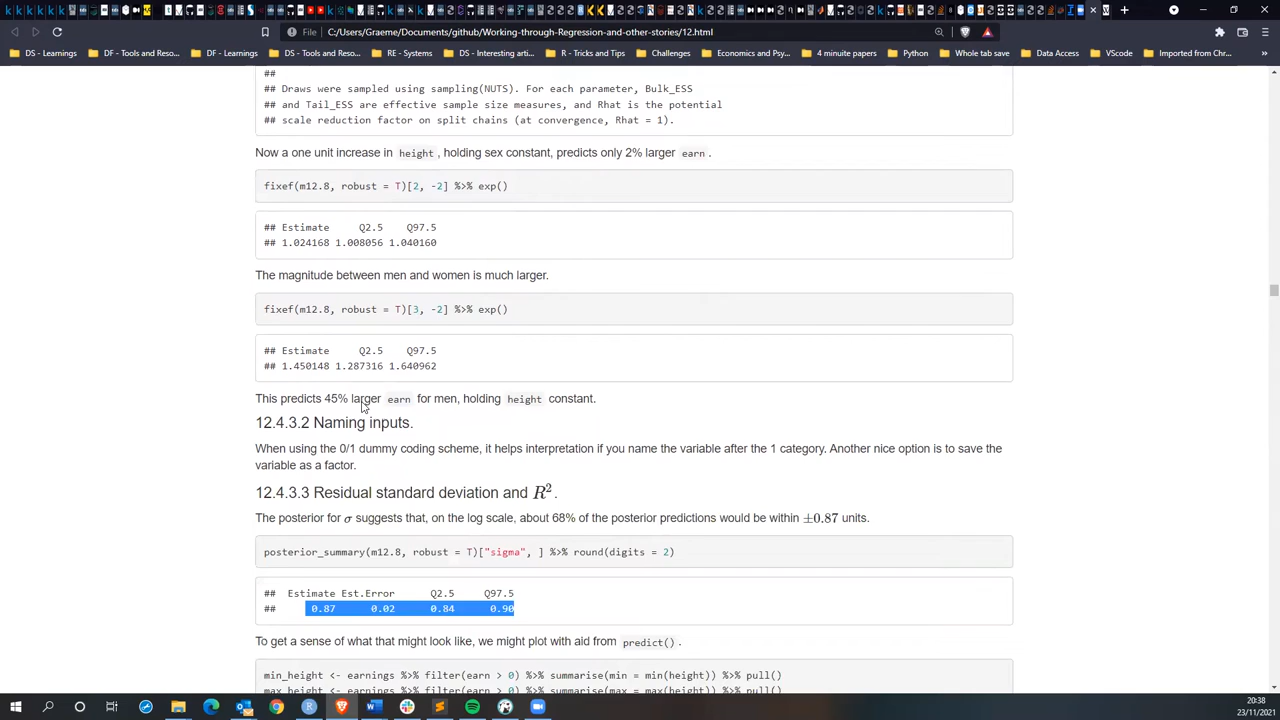 C:/Users/Graeme/Documents/github/Working-through-Regression-and-other-stories/12.html
DS - Learnings
DF - Tools and Reso...
DF - Learnings
DS - Tools and Reso...
RE - Systems
DS - Interesting artic...
R - Tricks and Tips
Challenges
Economics and Psy...
4 minuite papers
Python
Whole tab save
Data Access
VScode
Imported from Chr...
##
## Draws were sampled using sampling(NUTS). For each parameter, Bulk_ESS
## and Tail_ESS are effective sample size measures, and Rhat is the potential
## scale reduction factor on split chains (at convergence, Rhat = 1).
Now a one unit increase in height, holding sex constant, predicts only 2% larger earn.
fixef(m12.8, robust = T)[2, -2] %>% exp()
## Estimate Q2.5 Q97.5
## 1.024168 1.008056 1.040160
The magnitude between men and women is much larger.
fixef(m12.8, robust = T)[3, -2] %>% exp()
## Estimate Q2.5 Q97.5
## 1.450148 1.287316 1.640962
This predicts 45% larger earn for men, holding height constant.
12.4.3.2 Naming inputs.
When using the 0/1 dummy coding scheme, it helps interpretation if you name the variable after the 1 category. Another nice option is to save the
variable as a factor.
12.4.3.3 Residual standard deviation and R².
The posterior for σ suggests that, on the log scale, about 68% of the posterior predictions would be within ±0.87 units.
posterior_summary(m12.8, robust = T)["sigma", ] %>% round(digits = 2)
## Estimate Est.Error Q2.5 Q97.5
## 0.87 0.02 0.84 0.90
To get a sense of what that might look like, we might plot with aid from predict().
min_height <- earnings %>% filter(earn > 0) %>% summarise(min = min(height)) %>% pull()
max_height <- earnings %>% filter(earn > 0) %>% summarise(max = max(height)) %>% pull()
20:38
23/11/2021